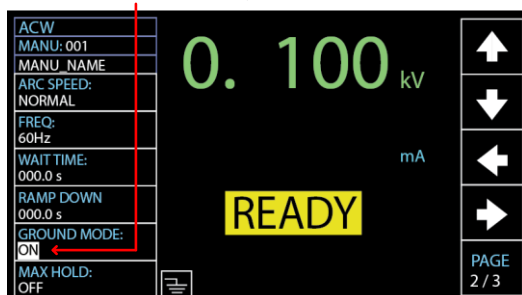 ACW
MANU: 001
MANU_NAME
ARC SPEED:
NORMAL
FREQ:
60Hz
WAIT TIME:
000.0 s
RAMP DOWN
000.0 s
GROUND MODE:
ON
MAX HOLD:
OFF
0. 100 kV
mA
READY
PAGE
2 / 3